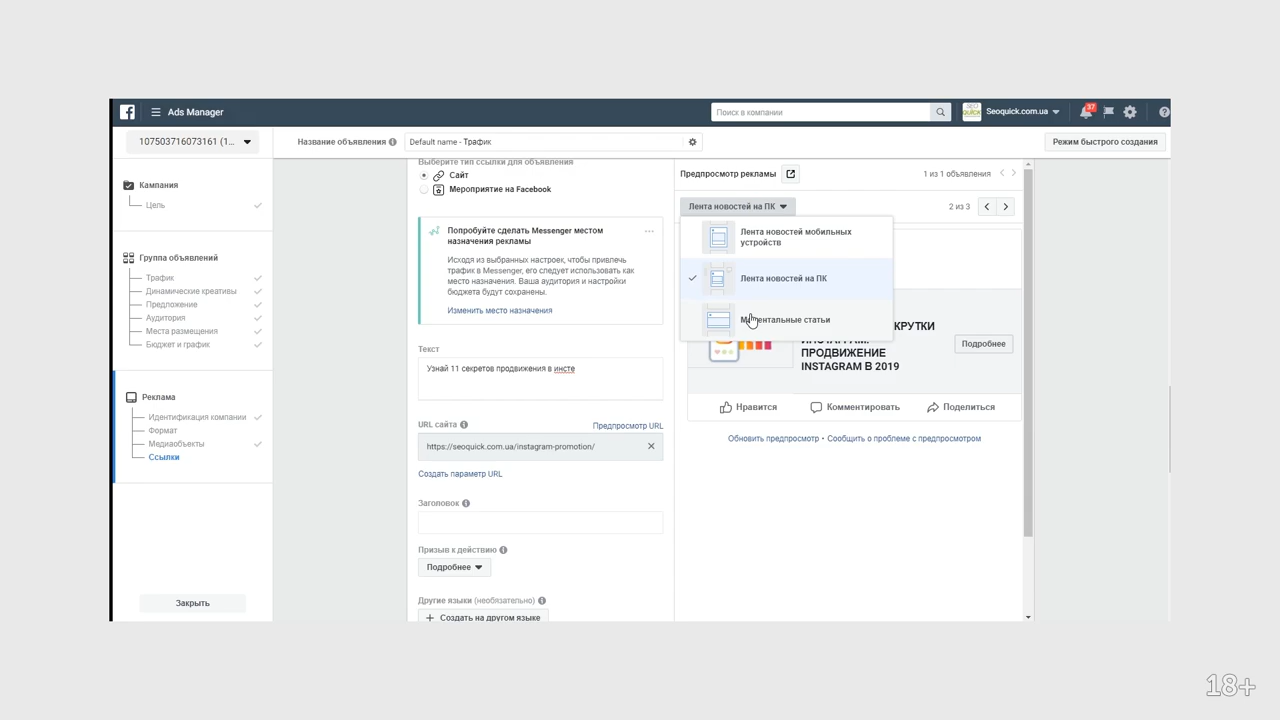 Ads Manager
Поиск в компании
SEO QUICK
Seoquick.com.ua
37
107503716073161 (1...
Название объявления
Default name - Трафик
Режим быстрого создания
Кампания
Цель
Группа объявлений
Трафик
Динамические креативы
Предложение
Аудитория
Места размещения
Бюджет и график
Реклама
Идентификация компании
Формат
Медиаобъекты
Ссылки
Закрыть
Выберите тип ссылки для объявления
Сайт
Мероприятие на Facebook
Попробуйте сделать Messenger местом
назначения рекламы
Исходя из выбранных настроек, чтобы привлечь
трафик в Messenger, его следует использовать как
место назначения. Ваша аудитория и настройки
бюджета будут сохранены.
Изменить место назначения
Текст
Узнай 11 секретов продвижения в инсте
URL сайта
Предпросмотр URL
https://seoquick.com.ua/instagram-promotion/
Создать параметр URL
Заголовок
Призыв к действию
Подробнее
Другие языки (необязательно)
Создать на другом языке
Предпросмотр рекламы
1 из 1 объявления
Лента новостей на ПК
2 из 3
Лента новостей мобильных
устройств
Лента новостей на ПК
Моментальные статьи
КРУТКИ
ИНСТАГРАМ:
ПРОДВИЖЕНИЕ
INSTAGRAM В 2019
Подробнее
Нравится
Комментировать
Поделиться
Обновить предпросмотр • Сообщить о проблеме с предпросмотром
18+